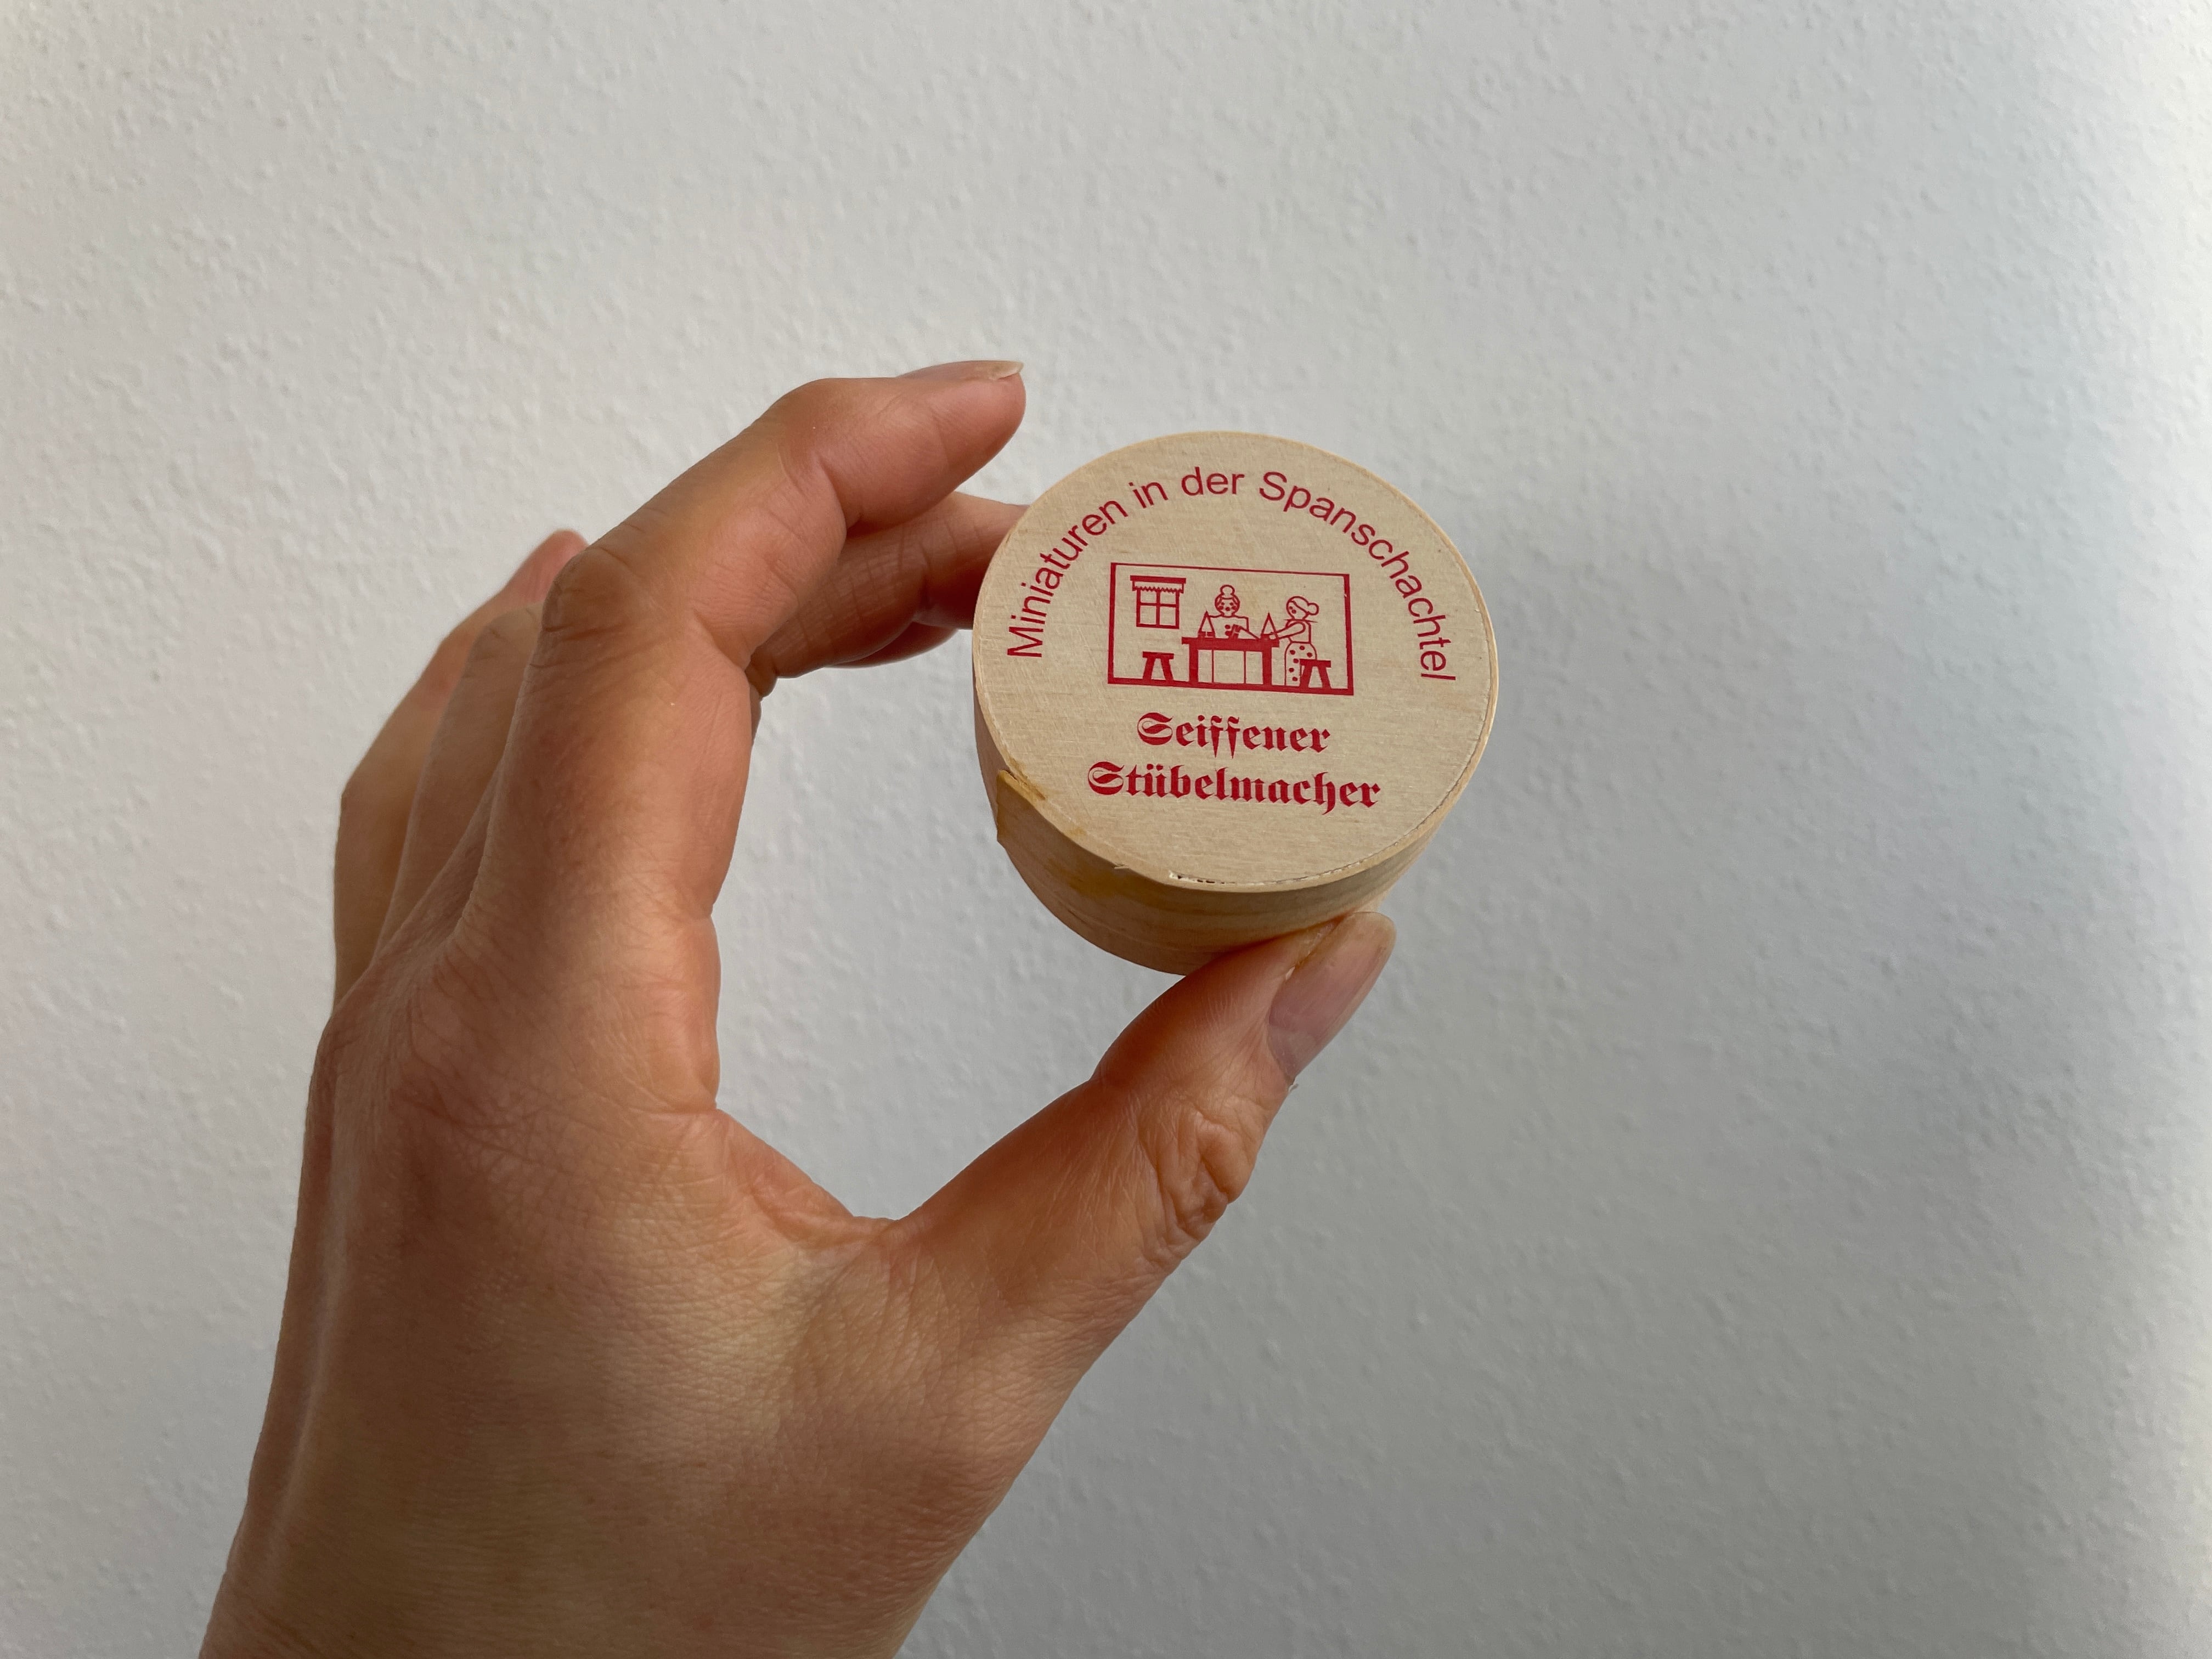 Miniaturen in der Spanschachtel
Seiffener
Stübelmacher